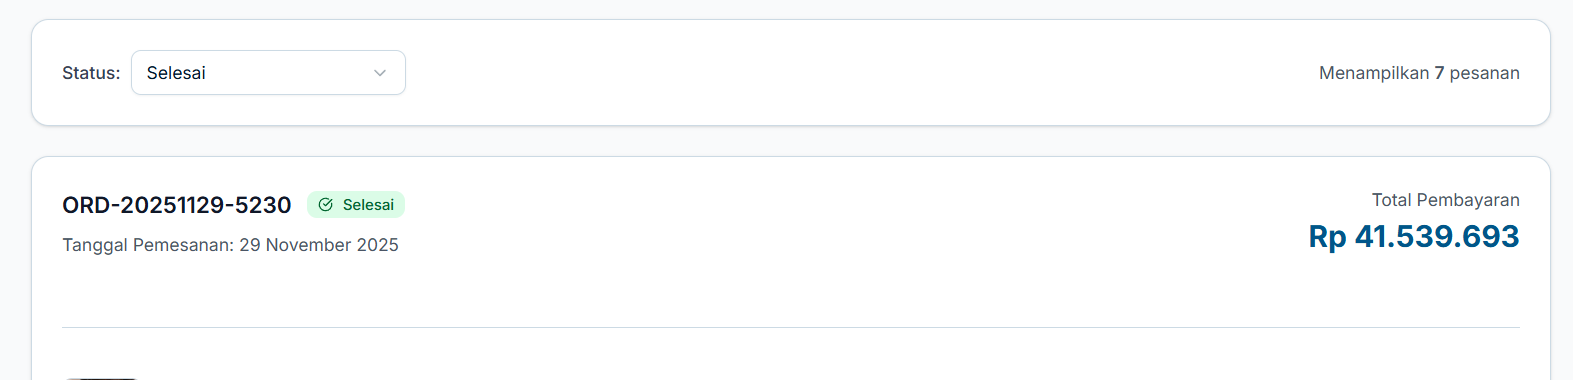 Status: Selesai
Menampilkan 7 pesanan
ORD-20251129-5230 Selesai
Tanggal Pemesanan: 29 November 2025
Total Pembayaran
Rp 41.539.693